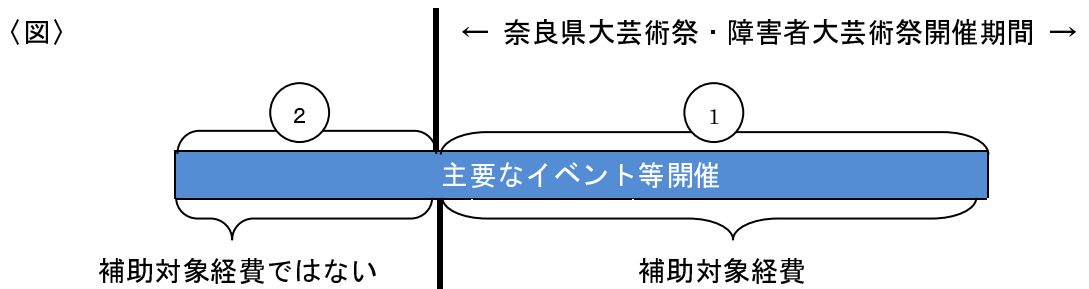 〈図〉
← 奈良県大芸術祭・障害者大芸術祭開催期間 →
2
1
主要なイベント等開催
補助対象経費ではない
補助対象経費